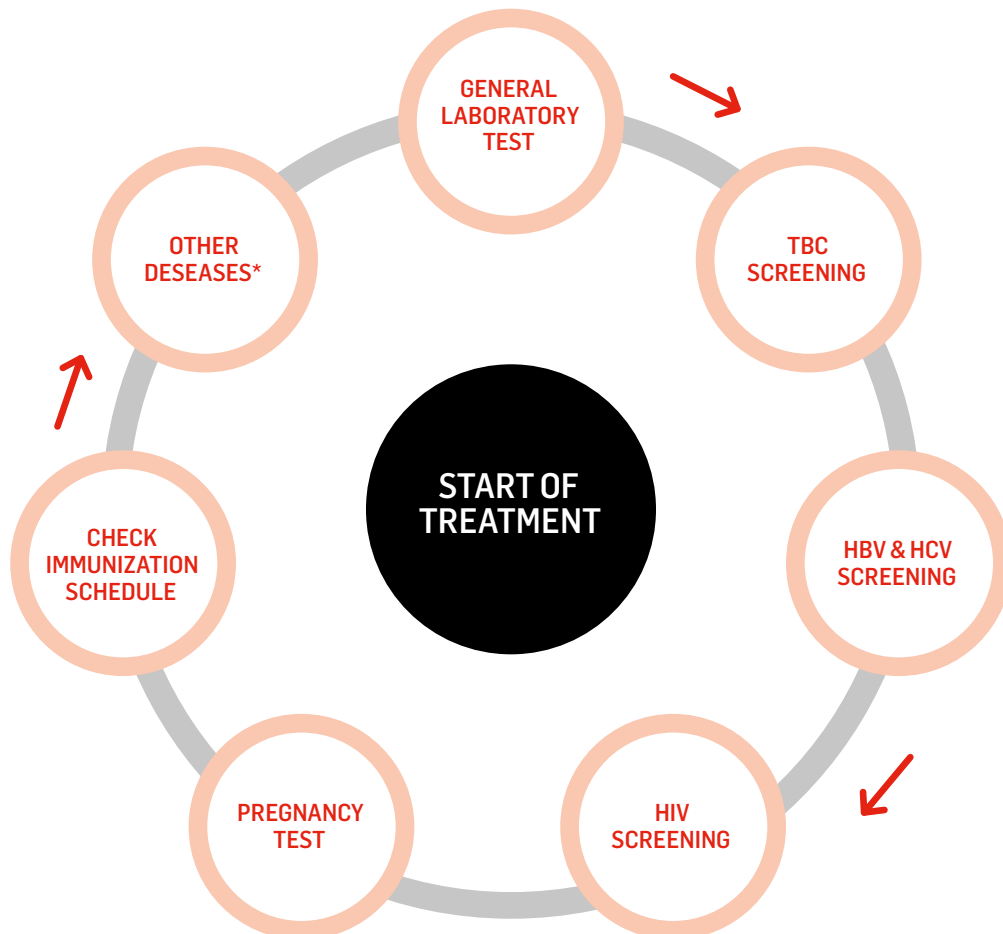 GENERAL
LABORATORY
TEST
TBC
SCREENING
HBV & HCV
SCREENING
HIV
SCREENING
PREGNANCY
TEST
CHECK
IMMUNIZATION
SCHEDULE
OTHER
DESEASES*
START OF
TREATMENT